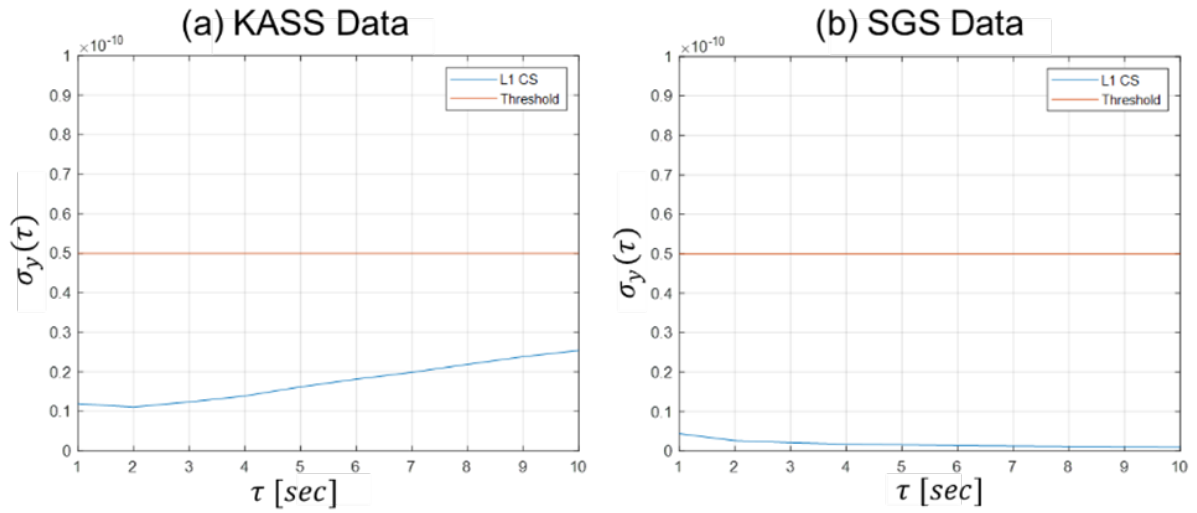 (a) KASS Data
×10⁻¹⁰
1
0.9
0.8
0.7
0.6
0.5
0.4
0.3
0.2
0.1
0
L1 CS
Threshold
σ_y(τ)
1 2 3 4 5 6 7 8 9 10
τ [sec]
(b) SGS Data
×10⁻¹⁰
1
0.9
0.8
0.7
0.6
0.5
0.4
0.3
0.2
0.1
0
L1 CS
Threshold
σ_y(τ)
1 2 3 4 5 6 7 8 9 10
τ [sec]